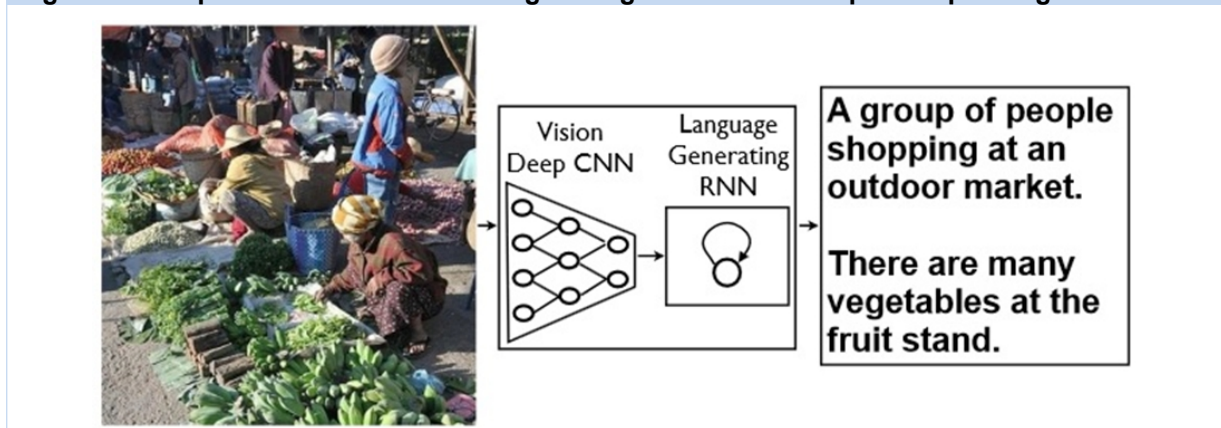 Vision
Deep CNN
Language
Generating
RNN
A group of people
shopping at an
outdoor market.
There are many
vegetables at the
fruit stand.